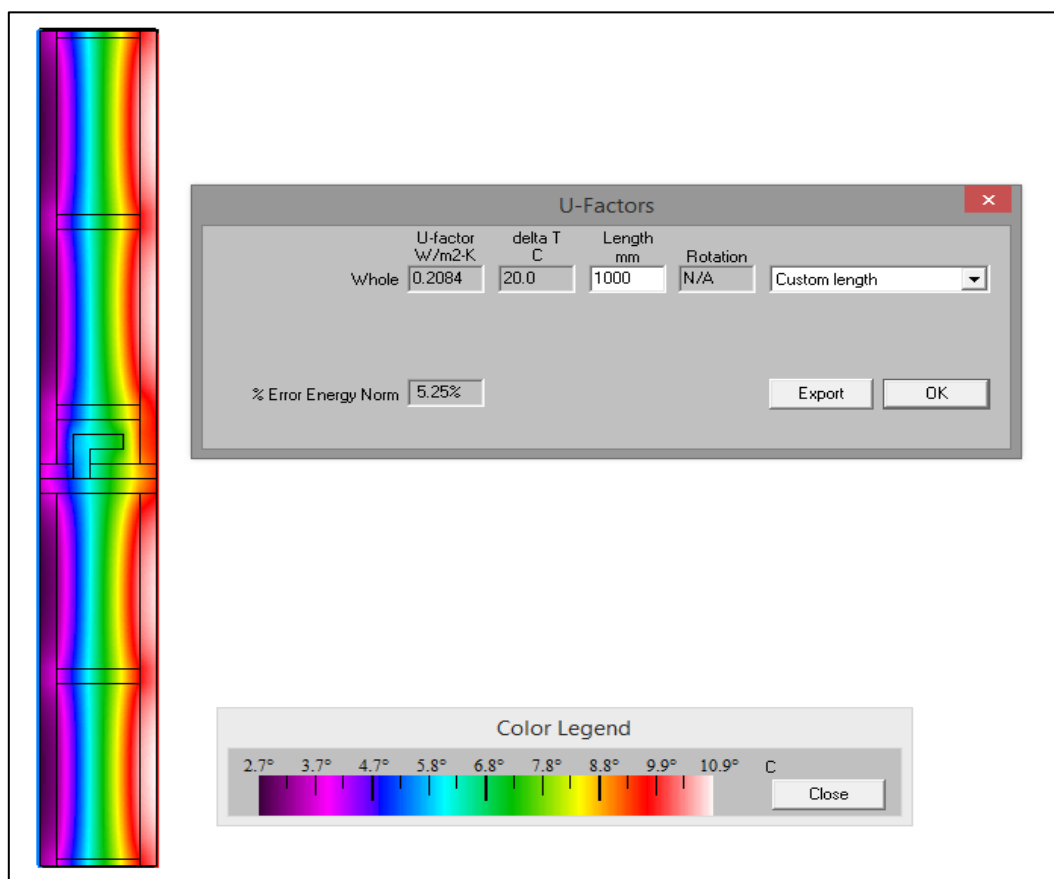 U-Factors
U-factor delta T Length
W/m2-K C mm Rotation
Whole 0.2084 20.0 1000 N/A Custom length
% Error Energy Norm 5.25% Export OK
Color Legend
2.7° 3.7° 4.7° 5.8° 6.8° 7.8° 8.8° 9.9° 10.9° C
Close